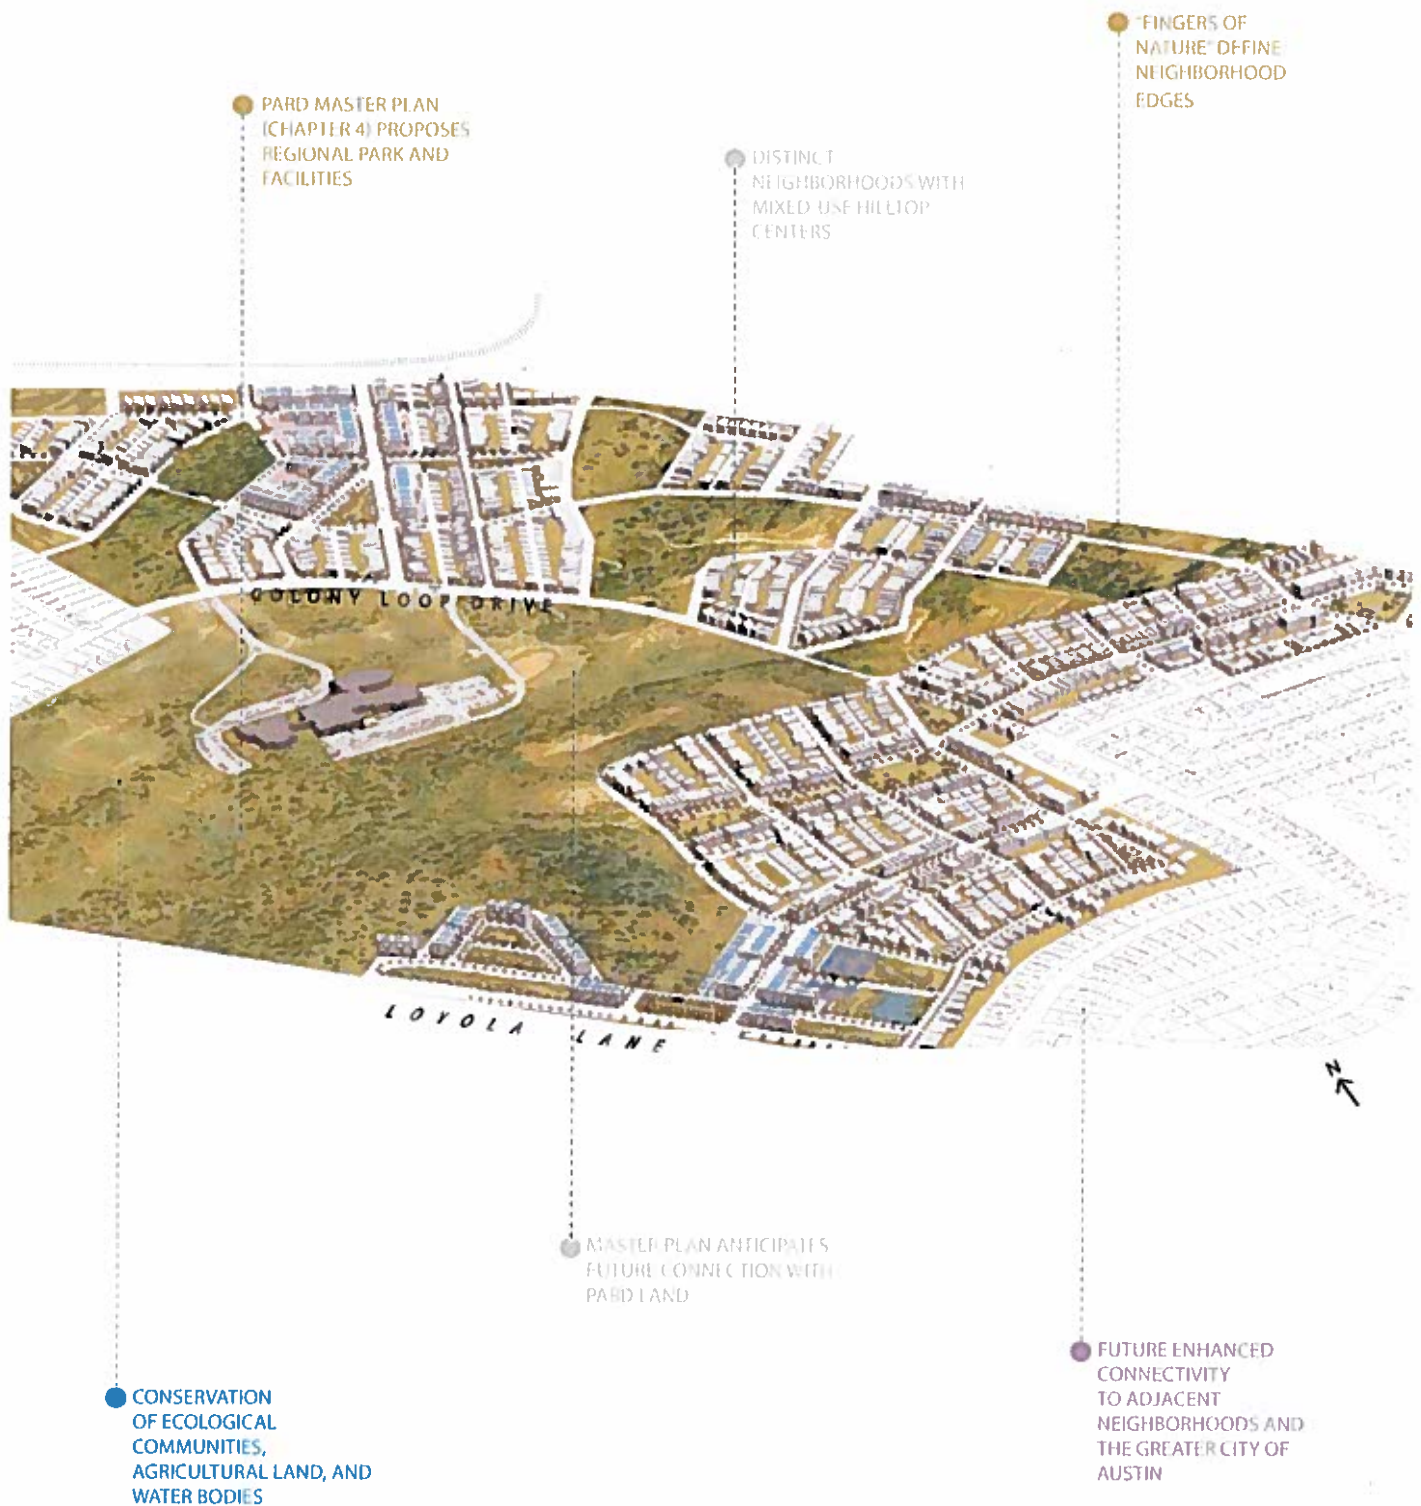 "FINGERS OF
NATURE" DEFINE
NEIGHBORHOOD
EDGES
PARD MASTER PLAN
(CHAPTER 4) PROPOSES
REGIONAL PARK AND
FACILITIES
DISTINCT
NEIGHBORHOODS WITH
MIXED USE HILLTOP
CENTERS
COLONY LOOP DRIVE
LOYOLA LANE
N
MASTER PLAN ANTICIPATES
FUTURE CONNECTION WITH
PARD LAND
FUTURE ENHANCED
CONNECTIVITY
TO ADJACENT
NEIGHBORHOODS AND
THE GREATER CITY OF
AUSTIN
CONSERVATION
OF ECOLOGICAL
COMMUNITIES,
AGRICULTURAL LAND, AND
WATER BODIES